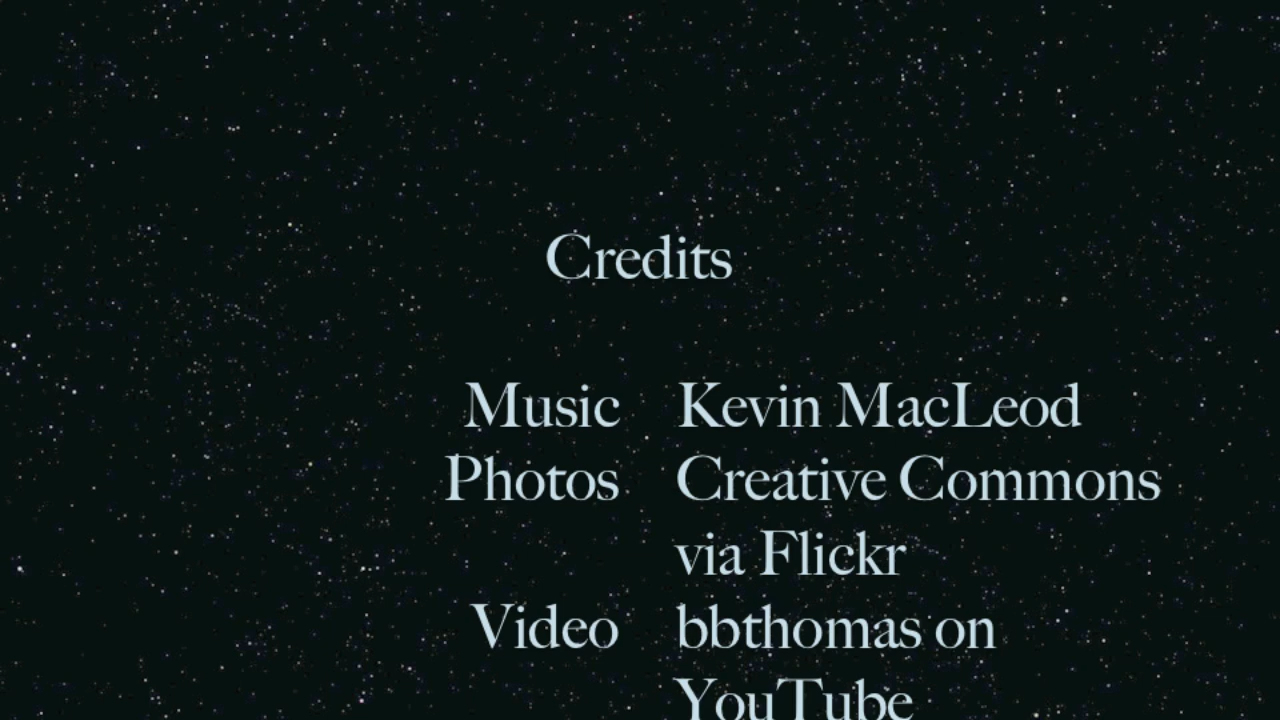 Credits
Music Kevin MacLeod
Photos Creative Commons
via Flickr
Video bbthomas on
YouTube